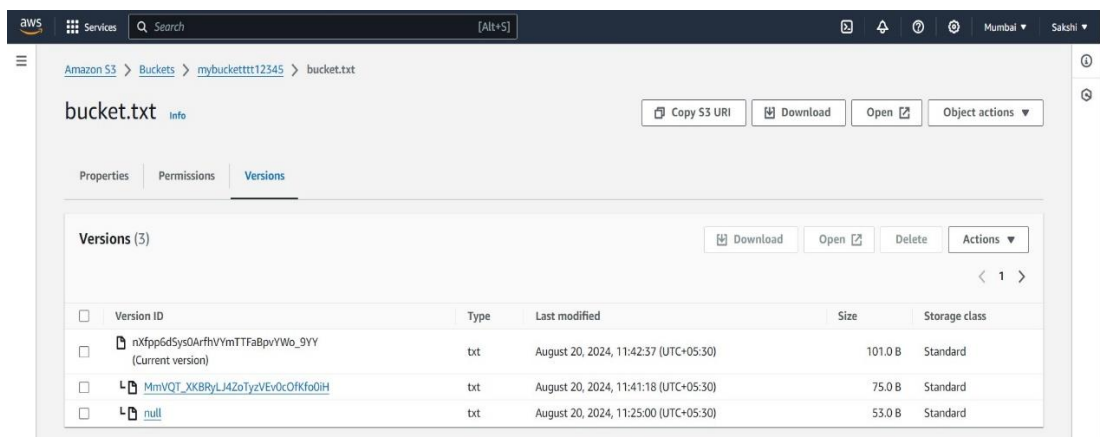 aws Services Search [Alt+S] Mumbai Sakshi
Amazon S3 > Buckets > mybucketttt12345 > bucket.txt
bucket.txt Info
Copy S3 URI Download Open Object actions
Properties Permissions Versions
Versions (3)
Download Open Delete Actions
< 1 >
Version ID Type Last modified Size Storage class
nXfpp6dSys0ArfhVYmTTFaBpvYWo_9YY txt August 20, 2024, 11:42:37 (UTC+05:30) 101.0 B Standard
(Current version)
MmVQT_XKBRyLJ4ZoTyzVEv0cOfKfo0iH txt August 20, 2024, 11:41:18 (UTC+05:30) 75.0 B Standard
null txt August 20, 2024, 11:25:00 (UTC+05:30) 53.0 B Standard